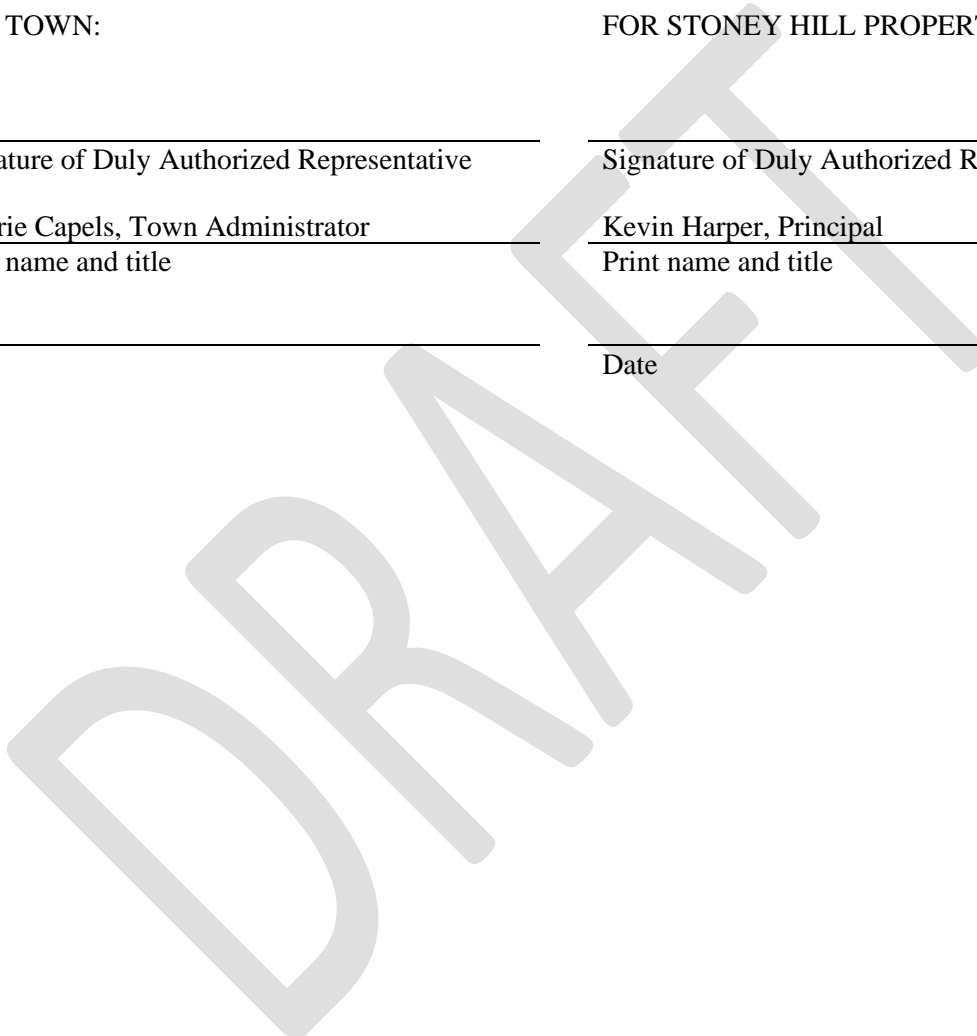 TOWN:
ature of Duly Authorized Representative
rie Capels, Town Administrator
name and title
FOR STONEY HILL PROPER
Signature of Duly Authorized R
Kevin Harper, Principal
Print name and title
Date
DRAFT